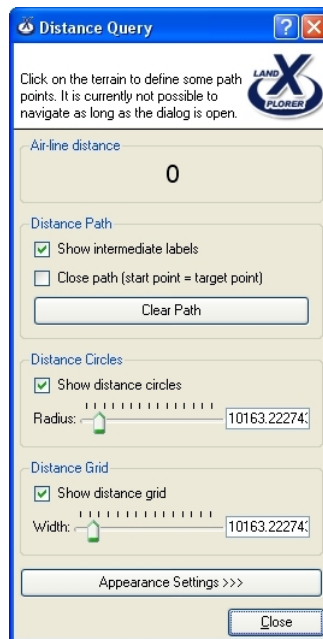 Distance Query
Click on the terrain to define some path
points. It is currently not possible to
navigate as long as the dialog is open.
LAND
X
PLORER
Air-line distance
0
Distance Path
Show intermediate labels
Close path (start point = target point)
Clear Path
Distance Circles
Show distance circles
Radius:
10163.222743
Distance Grid
Show distance grid
Width:
10163.222743
Appearance Settings >>>
Close